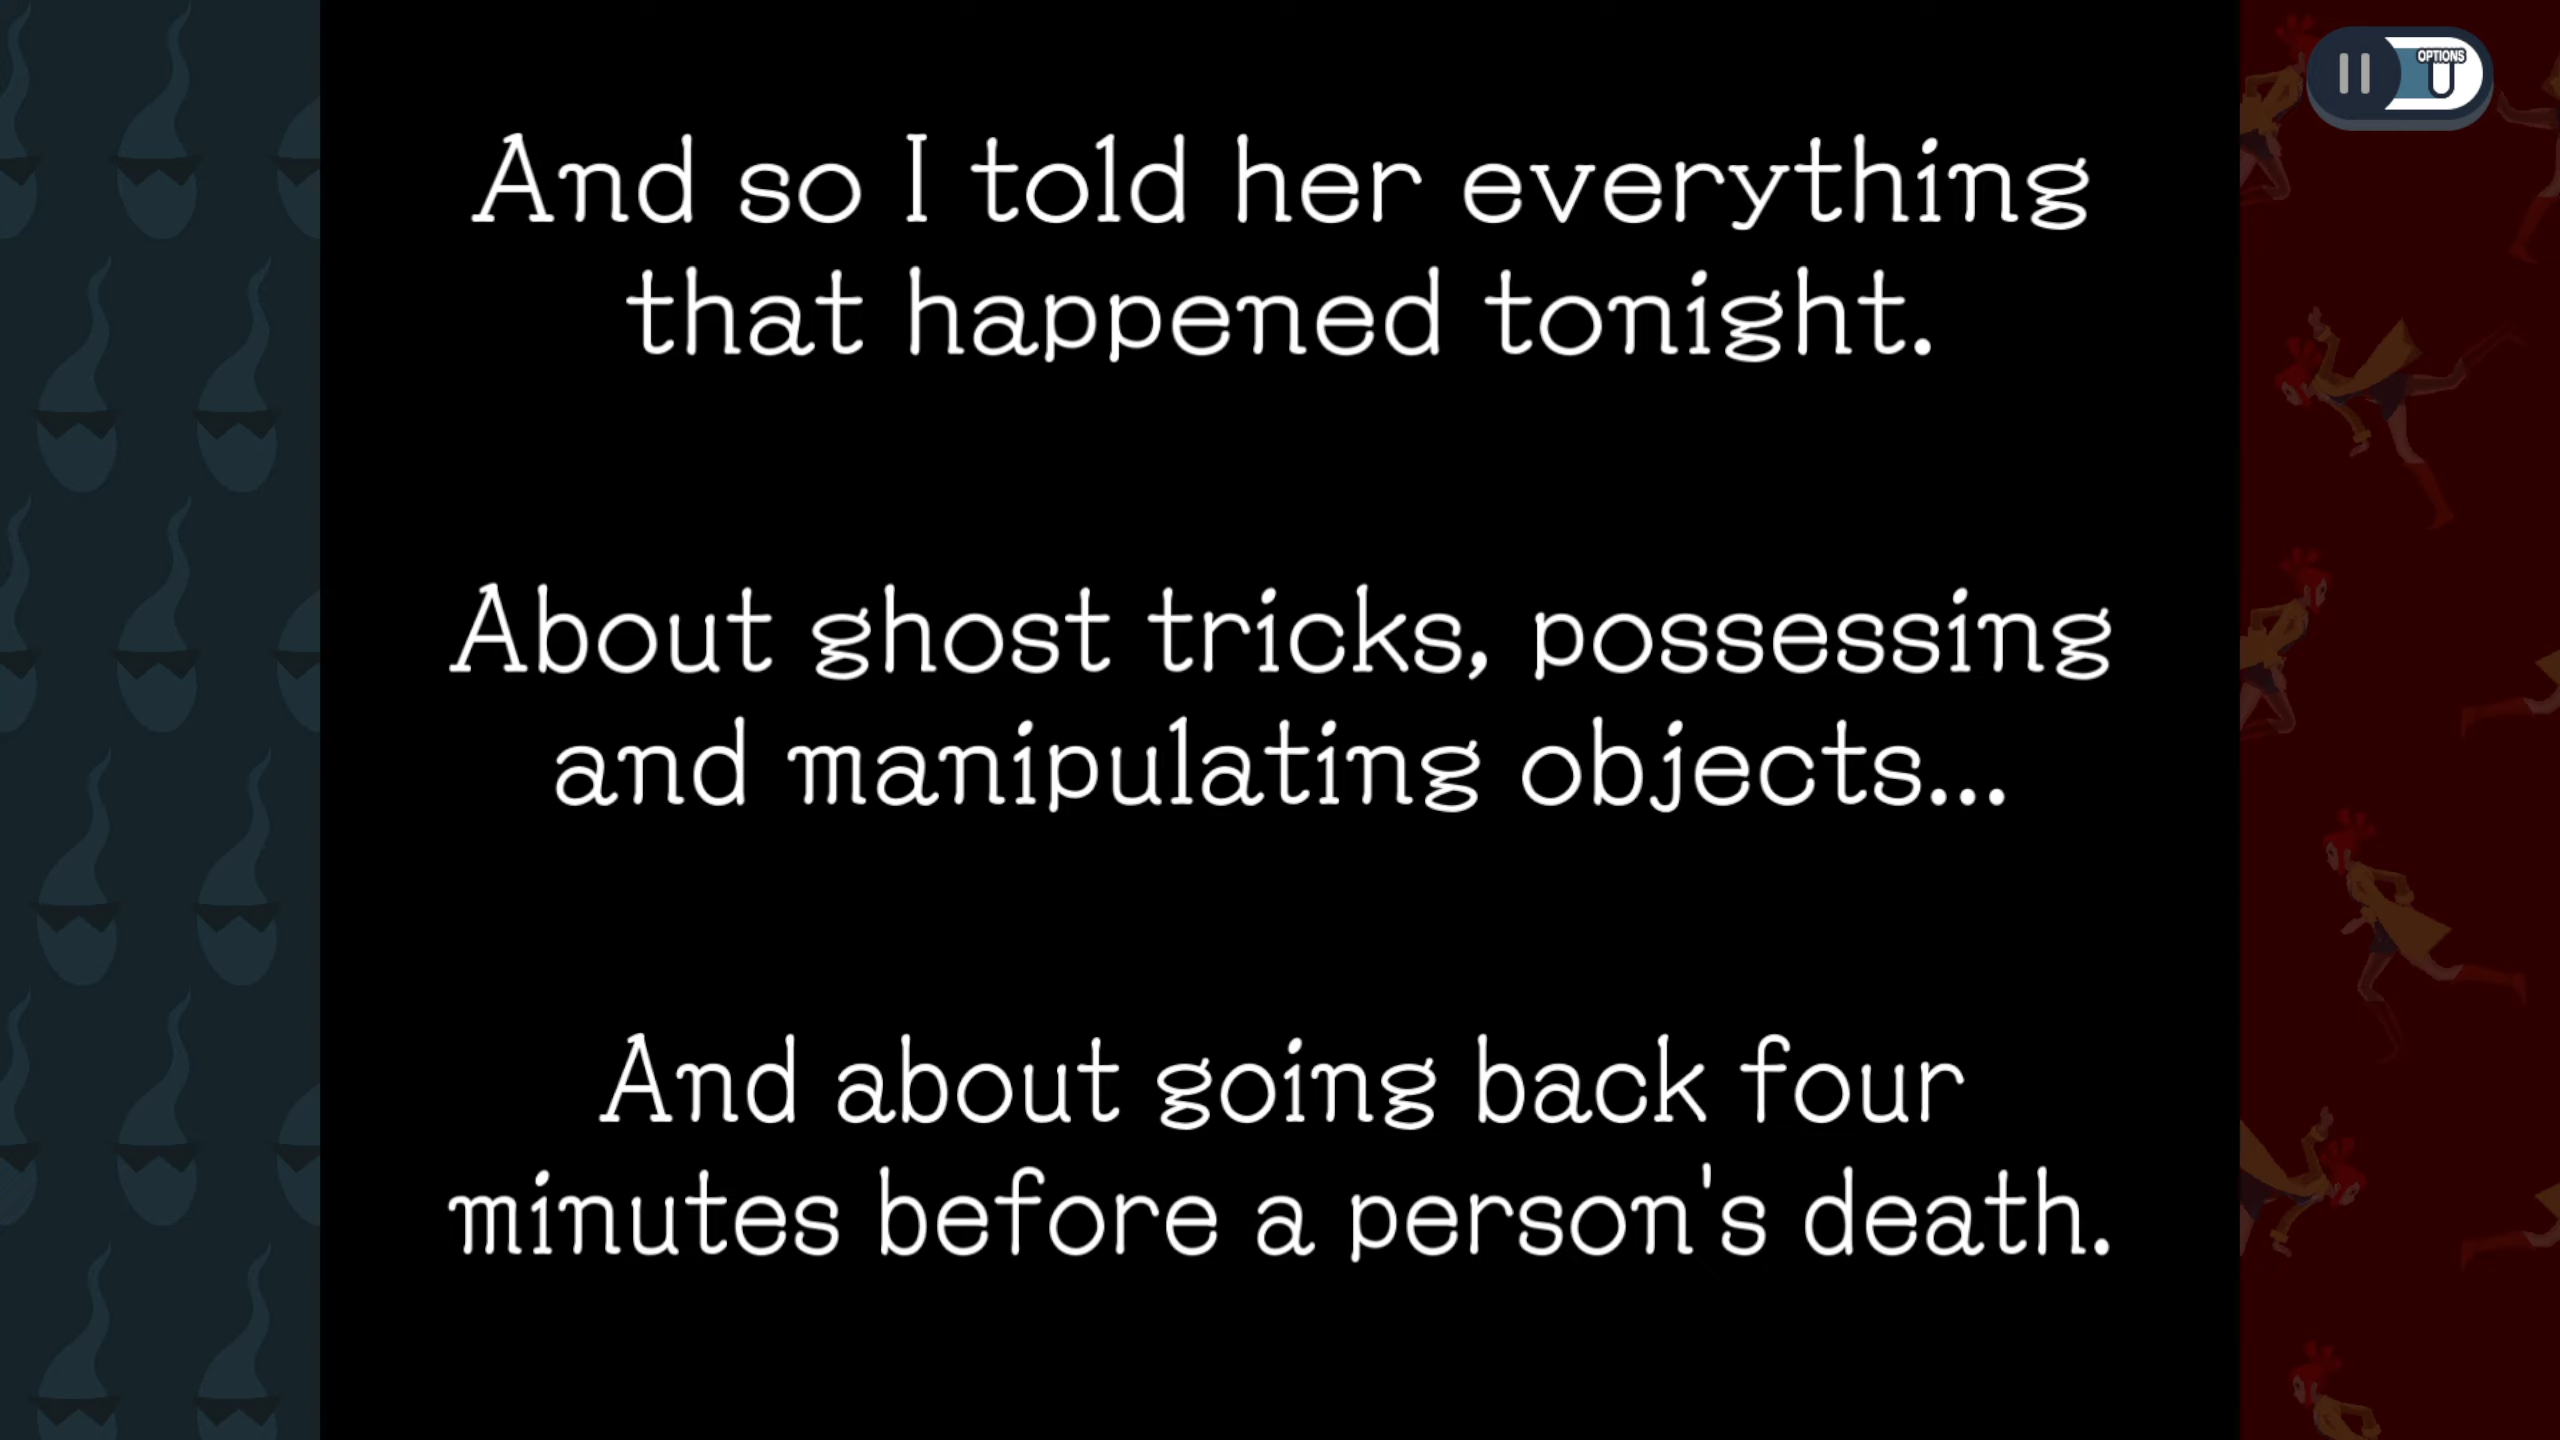 OPTIONS
And so I told her everything
that happened tonight.
About ghost tricks, possessing
and manipulating objects...
And about going back four
minutes before a person's death.